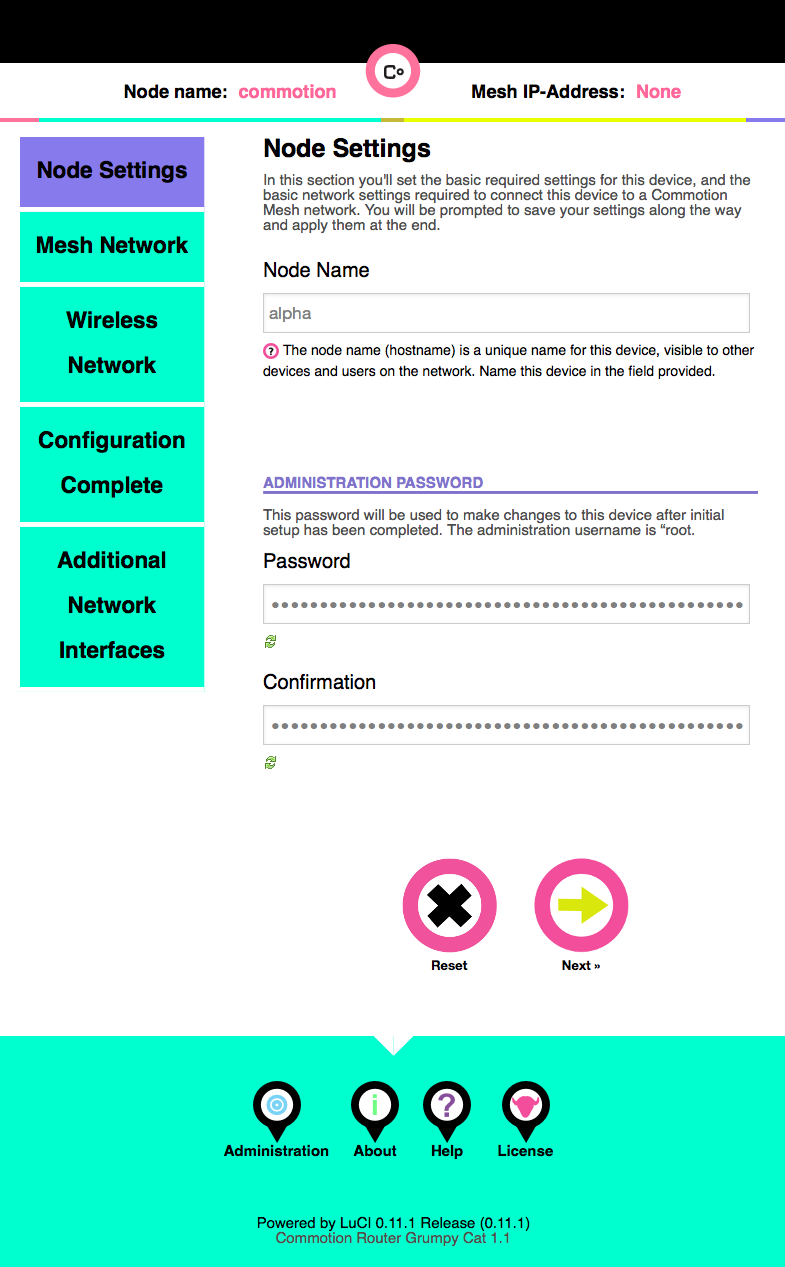 Co
Node name: commotion
Mesh IP-Address: None
Node Settings
Mesh Network
Wireless
Network
Configuration
Complete
Additional
Network
Interfaces
Node Settings
In this section you'll set the basic required settings for this device, and the
basic network settings required to connect this device to a Commotion
Mesh network. You will be prompted to save your settings along the way
and apply them at the end.
Node Name
alpha
? The node name (hostname) is a unique name for this device, visible to other
devices and users on the network. Name this device in the field provided.
ADMINISTRATION PASSWORD
This password will be used to make changes to this device after initial
setup has been completed. The administration username is “root.
Password
Confirmation
Reset
Next »
Administration
i
About
?
Help
License
Powered by LuCI 0.11.1 Release (0.11.1)
Commotion Router Grumpy Cat 1.1